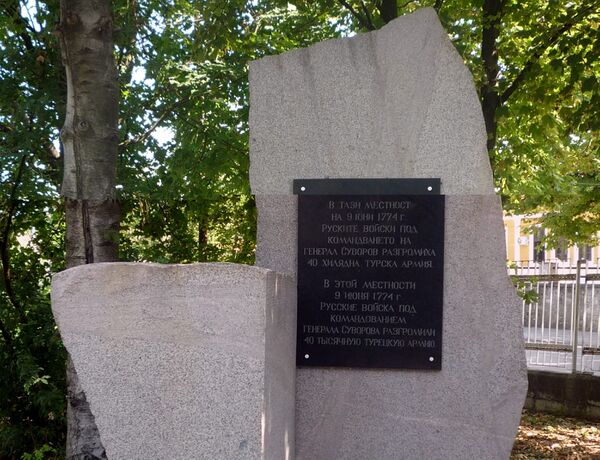 В ТАЗИ МЕСТНОСТ
НА 9 ЮНИ 1774 Г
РУСКИТЕ ВОЙСКИ ПОД
КОМАНДВАНЕТО НА
ГЕНЕРАЛ СУВОРОВ РАЗГРОМИХА
40 ХИЛЯДНА ТУРСКА АРМИЯ.
В ЭТОЙ МЕСТНОСТИ
9 ИЮНЯ 1774 Г
РУССКИЕ ВОЙСКА ПОД
КОМАНДОВАНИЕМ
ГЕНЕРАЛА СУВОРОВА РАЗГРОМИЛИ
40 ТЫСЯЧНУЮ ТУРЕЦКУЮ АРМИЮ